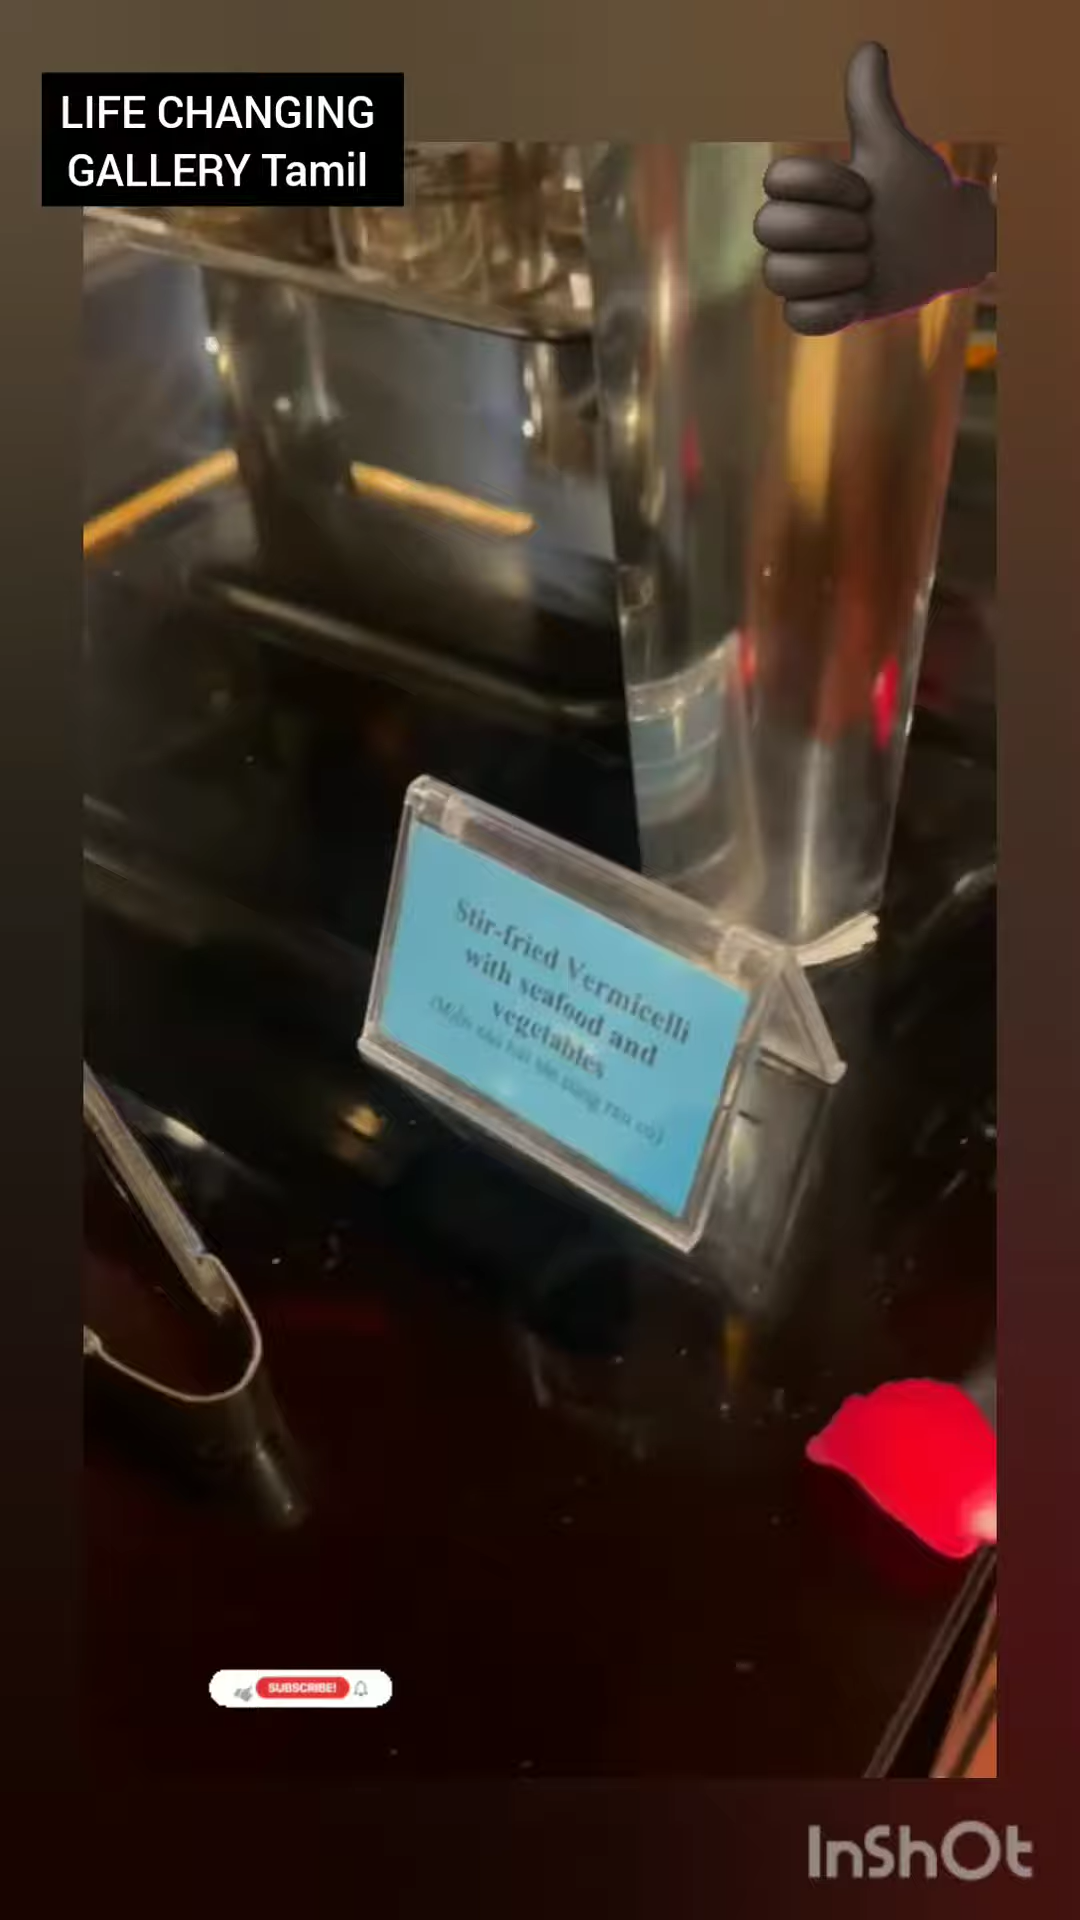 LIFE CHANGING
GALLERY Tamil
Stir-fried Vermicelli
with seafood and
vegetables
SUBSCRIBE!
InShOt